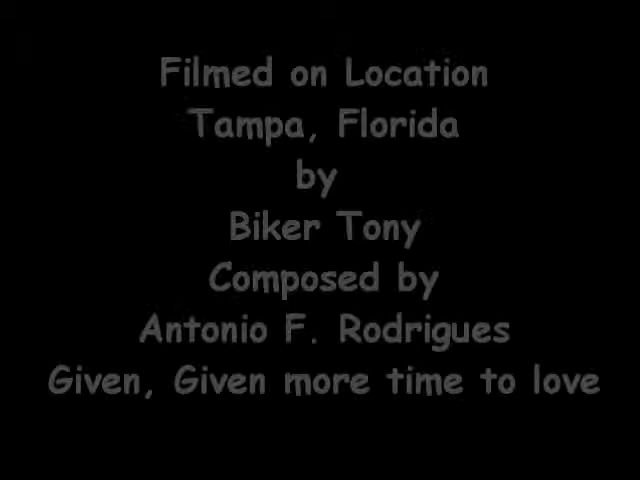 Filmed on Location
Tampa, Florida
by
Biker Tony
Composed by
Antonio F. Rodrigues
Given, Given more time to love